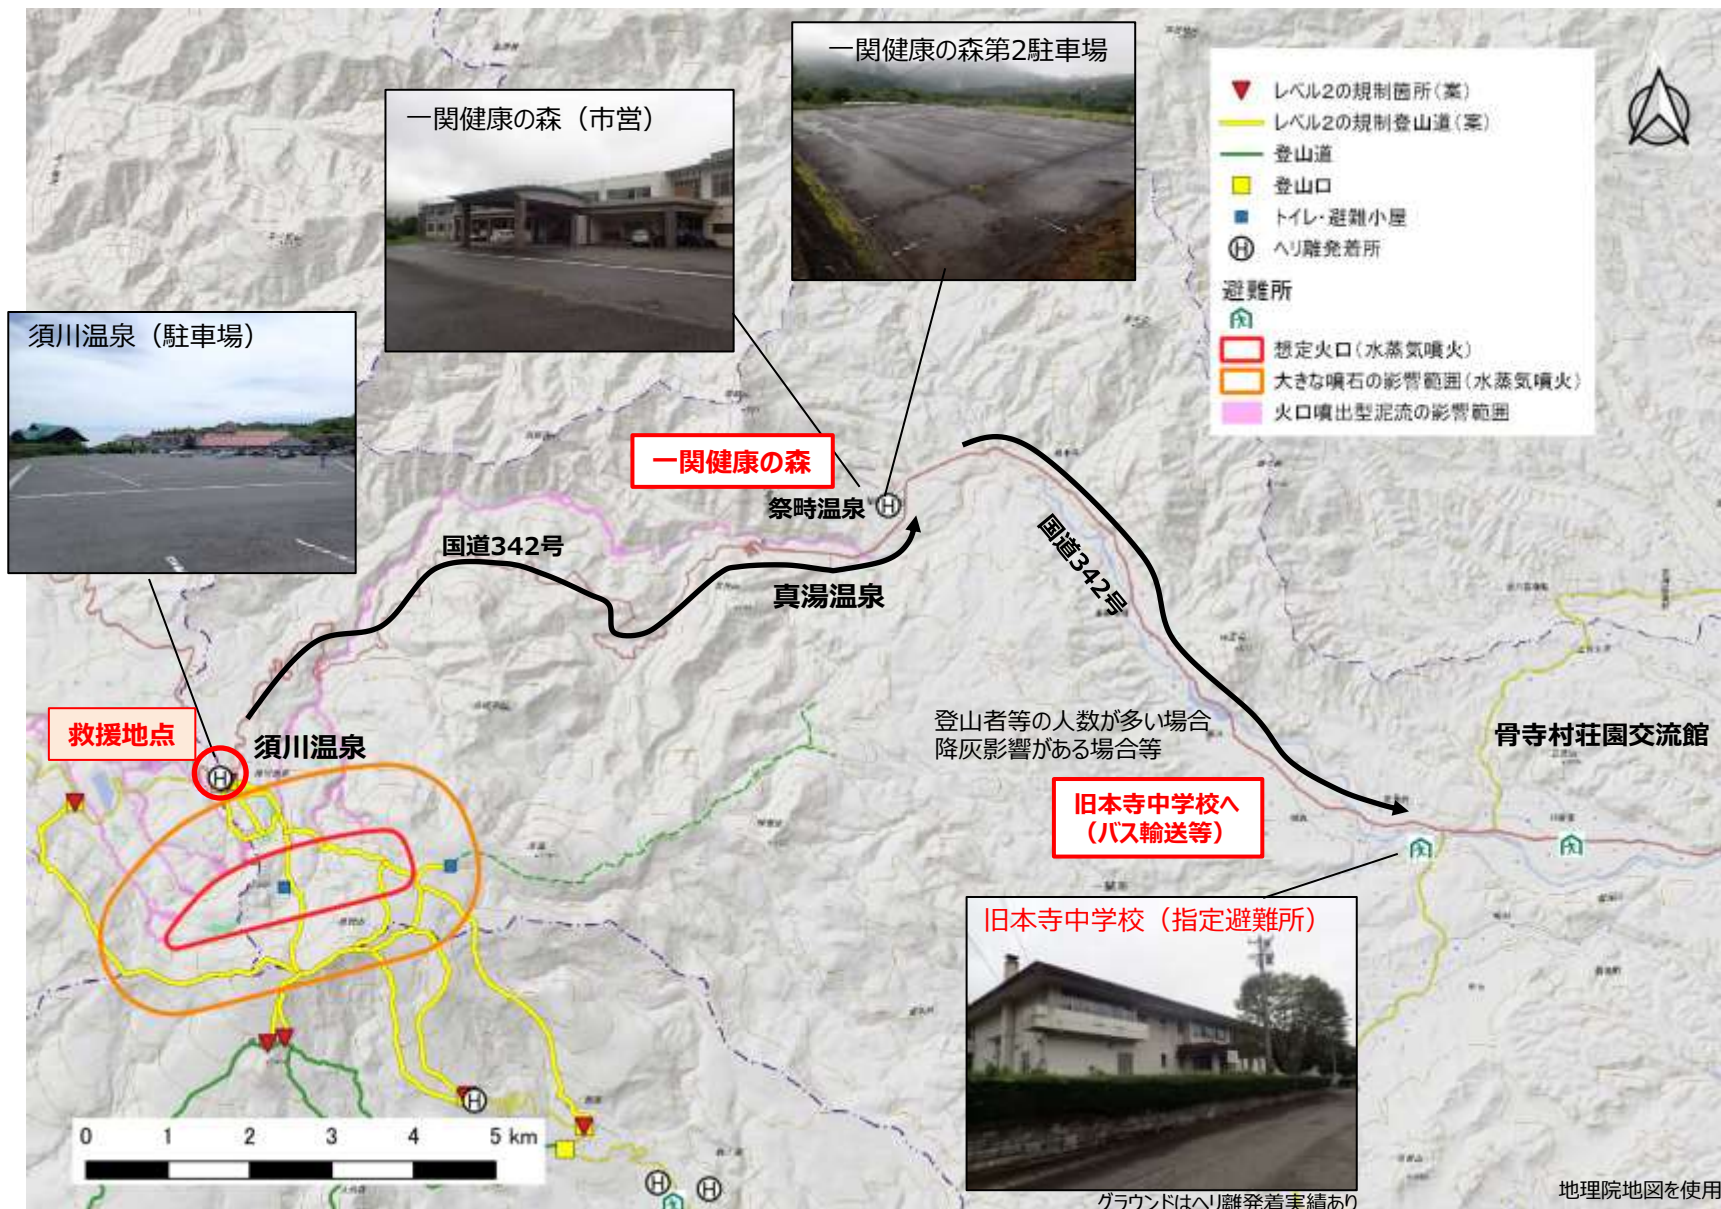 一関健康の森第2駐車場
一関健康の森（市営）
須川温泉（駐車場）
レベル2の規制箇所(案)
レベル2の規制登山道(案)
登山道
登山口
トイレ・避難小屋
ヘリ離発着所
避難所
想定火口(水蒸気噴火)
大きな噴石の影響範囲(水蒸気噴火)
火口噴出型泥流の影響範囲
一関健康の森
祭畤温泉
国道342号
真湯温泉
国道342号
救援地点
須川温泉
登山者等の人数が多い場合
降灰影響がある場合等
骨寺村荘園交流館
旧本寺中学校へ
（バス輸送等）
旧本寺中学校（指定避難所）
グラウンドはヘリ離発着実績あり
0 1 2 3 4 5 km
地理院地図を使用